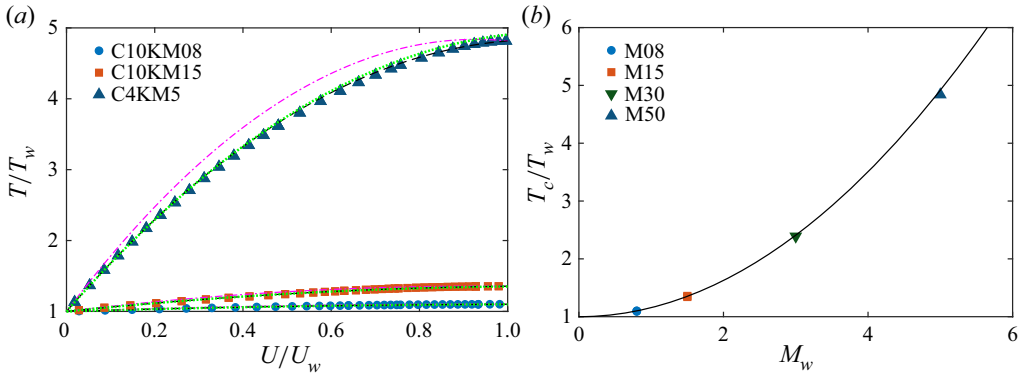 (a)
5
4
3
2
1
T/T_w
C10KM08
C10KM15
C4KM5
0 0.2 0.4 0.6 0.8 1.0
U/U_w
(b)
6
5
4
3
2
1
T_c/T_w
M08
M15
M30
M50
0 2 4 6
M_w